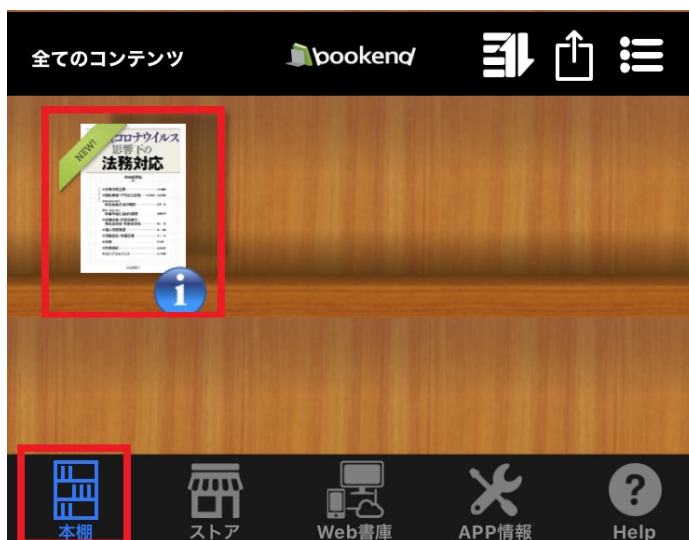 全てのコンテンツ
bookend
NEW!
コロナウイルス
影響下の
法務対応
i
本棚
ストア
Web書庫
APP情報
?
Help